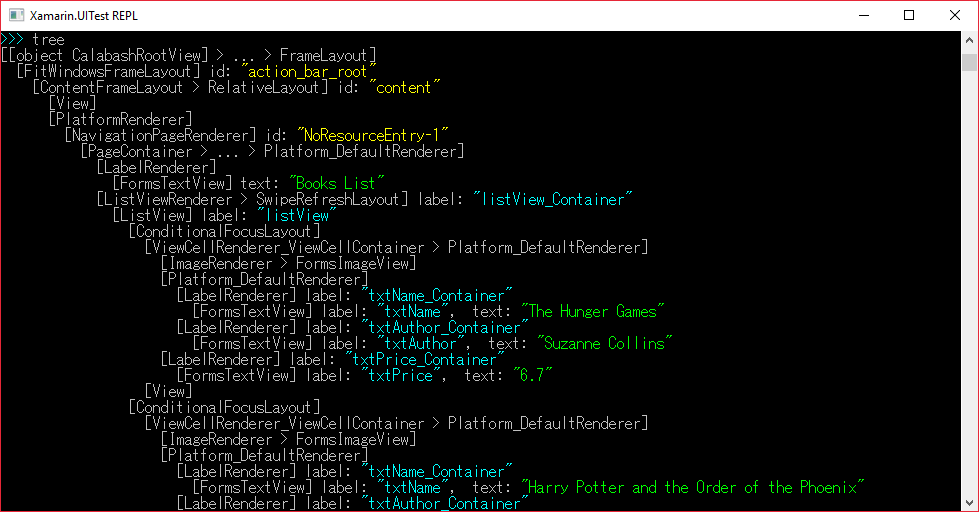 Xamarin.UITest REPL
>>> tree
[[object CalabashRootView] > ... > FrameLayout]
  [FitWindowsFrameLayout] id: "action_bar_root"
    [ContentFrameLayout > RelativeLayout] id: "content"
      [View]
      [PlatformRenderer]
        [NavigationPageRenderer] id: "NoResourceEntry-1"
          [PageContainer > ... > Platform_DefaultRenderer]
            [LabelRenderer]
              [FormsTextView] text: "Books List"
            [ListViewRenderer > SwipeRefreshLayout] label: "listView_Container"
              [ListView] label: "listView"
                [ConditionalFocusLayout]
                  [ViewCellRenderer_ViewCellContainer > Platform_DefaultRenderer]
                    [ImageRenderer > FormsImageView]
                    [Platform_DefaultRenderer]
                      [LabelRenderer] label: "txtName_Container"
                        [FormsTextView] label: "txtName",  text: "The Hunger Games"
                      [LabelRenderer] label: "txtAuthor_Container"
                        [FormsTextView] label: "txtAuthor",  text: "Suzanne Collins"
                    [LabelRenderer] label: "txtPrice_Container"
                      [FormsTextView] label: "txtPrice",  text: "6.7"
                  [View]
                [ConditionalFocusLayout]
                  [ViewCellRenderer_ViewCellContainer > Platform_DefaultRenderer]
                    [ImageRenderer > FormsImageView]
                    [Platform_DefaultRenderer]
                      [LabelRenderer] label: "txtName_Container"
                        [FormsTextView] label: "txtName",  text: "Harry Potter and the Order of the Phoenix"
                      [LabelRenderer] label: "txtAuthor_Container"